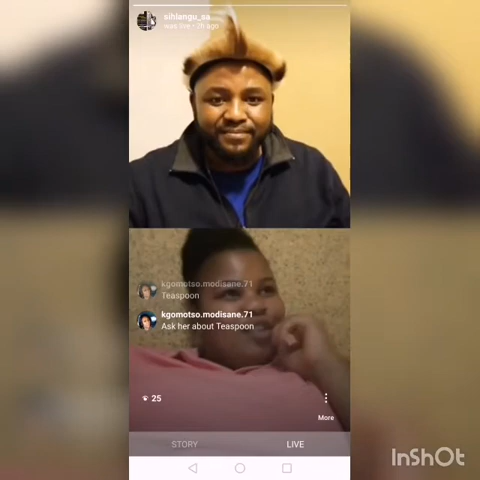 sihlangu_sa
was live • 7h ago
kgomotso.modisane.71
Teaspoon
kgomotso.modisane.71
Ask her about Teaspoon
25
More
STORY
LIVE
InShOt